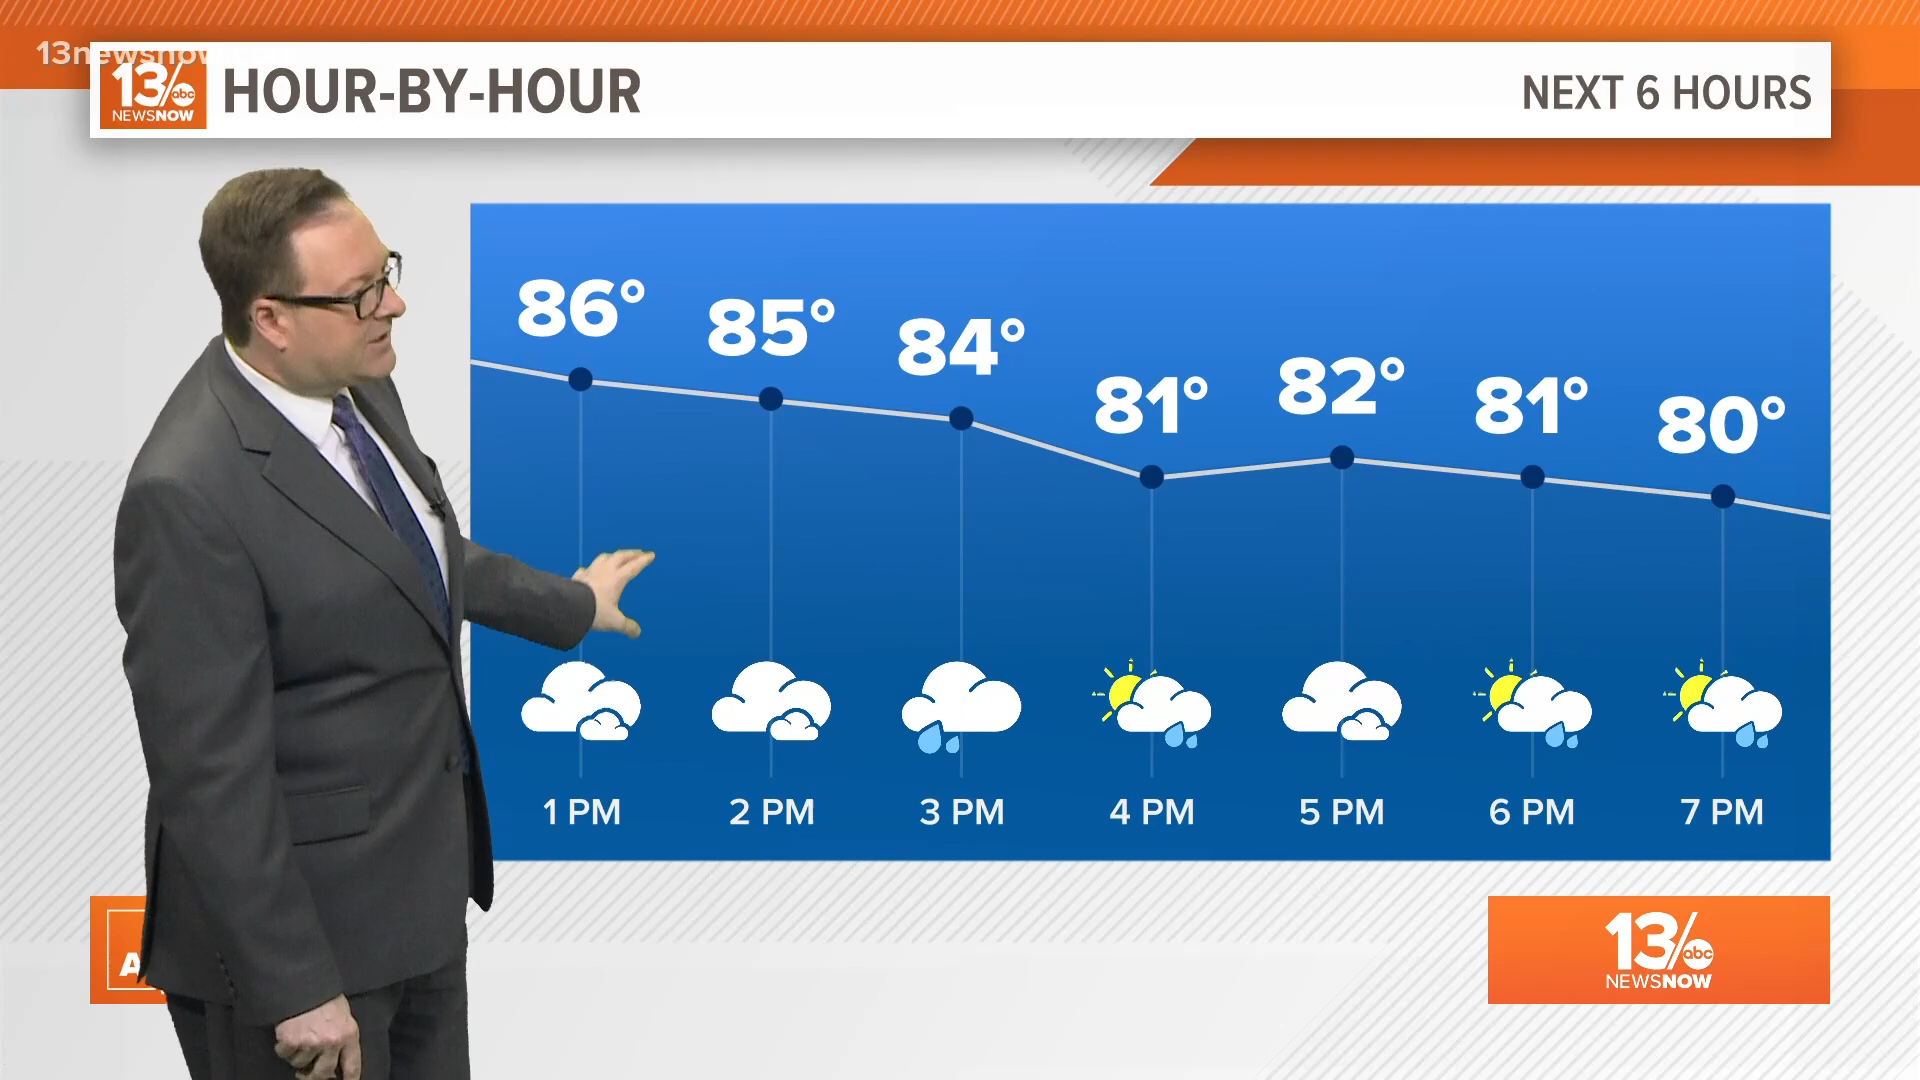 13newsnow
13/abc
NEWSNOW
HOUR-BY-HOUR
NEXT 6 HOURS
86° 85° 84° 81° 82° 81° 80°
1 PM 2 PM 3 PM 4 PM 5 PM 6 PM 7 PM
13/abc
NEWSNOW